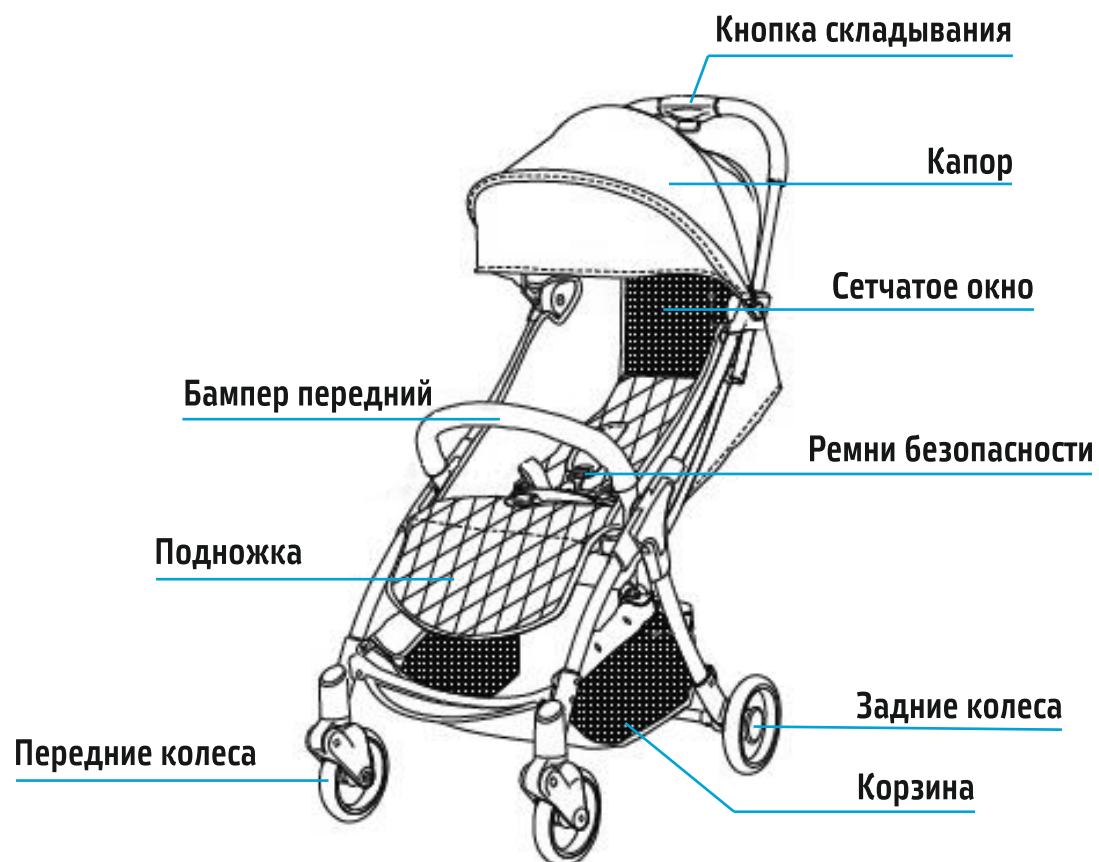 Кнопка складывания
Капор
Сетчатое окно
Бампер передний
Ремни безопасности
Подножка
Задние колеса
Передние колеса
Корзина